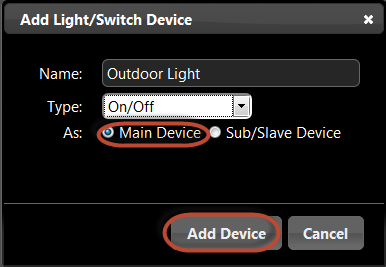 Add Light/Switch Device
Name: Outdoor Light
Type: On/Off
As: Main Device Sub/Slave Device
Add Device Cancel